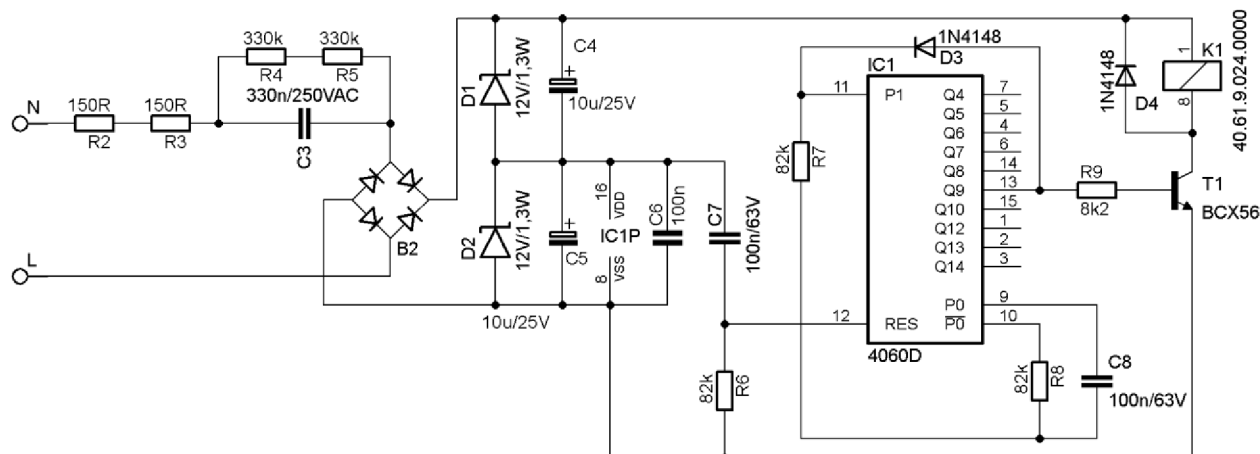 330k
330k
R4
R5
330n/250VAC
N
150R
150R
R2
R3
C3
L
B2
D1
12V/1,3W
C4
+
10u/25V
D2
12V/1,3W
+
C5
10u/25V
16
VDD
IC1P
8
VSS
C6
100n
C7
100n/63V
82k
R6
82k
R7
1N4148
D3
IC1
11
P1
12
RES
4060D
Q4
7
Q5
5
Q6
4
Q7
6
Q8
14
Q9
13
Q10
15
Q12
1
Q13
2
Q14
3
P0
9
P0
10
82k
R8
C8
100n/63V
R9
8k2
1N4148
D4
1
K1
8
40.61.9.024.0000
T1
BCX56